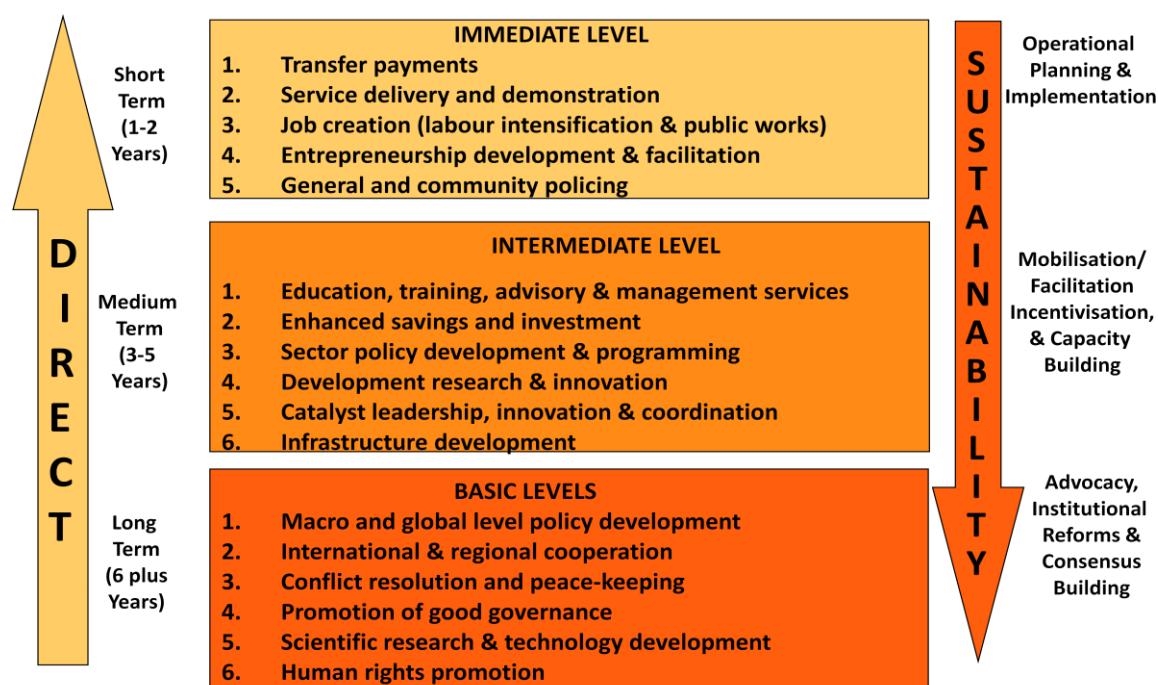 DIRECT
Short
Term
(1-2
Years)
Medium
Term
(3-5
Years)
Long
Term
(6 plus
Years)
IMMEDIATE LEVEL
1. Transfer payments
2. Service delivery and demonstration
3. Job creation (labour intensification & public works)
4. Entrepreneurship development & facilitation
5. General and community policing
INTERMEDIATE LEVEL
1. Education, training, advisory & management services
2. Enhanced savings and investment
3. Sector policy development & programming
4. Development research & innovation
5. Catalyst leadership, innovation & coordination
6. Infrastructure development
BASIC LEVELS
1. Macro and global level policy development
2. International & regional cooperation
3. Conflict resolution and peace-keeping
4. Promotion of good governance
5. Scientific research & technology development
6. Human rights promotion
SUSTAINABILITY
Operational
Planning &
Implementation
Mobilisation/
Facilitation
Incentivisation,
& Capacity
Building
Advocacy,
Institutional
Reforms &
Consensus
Building